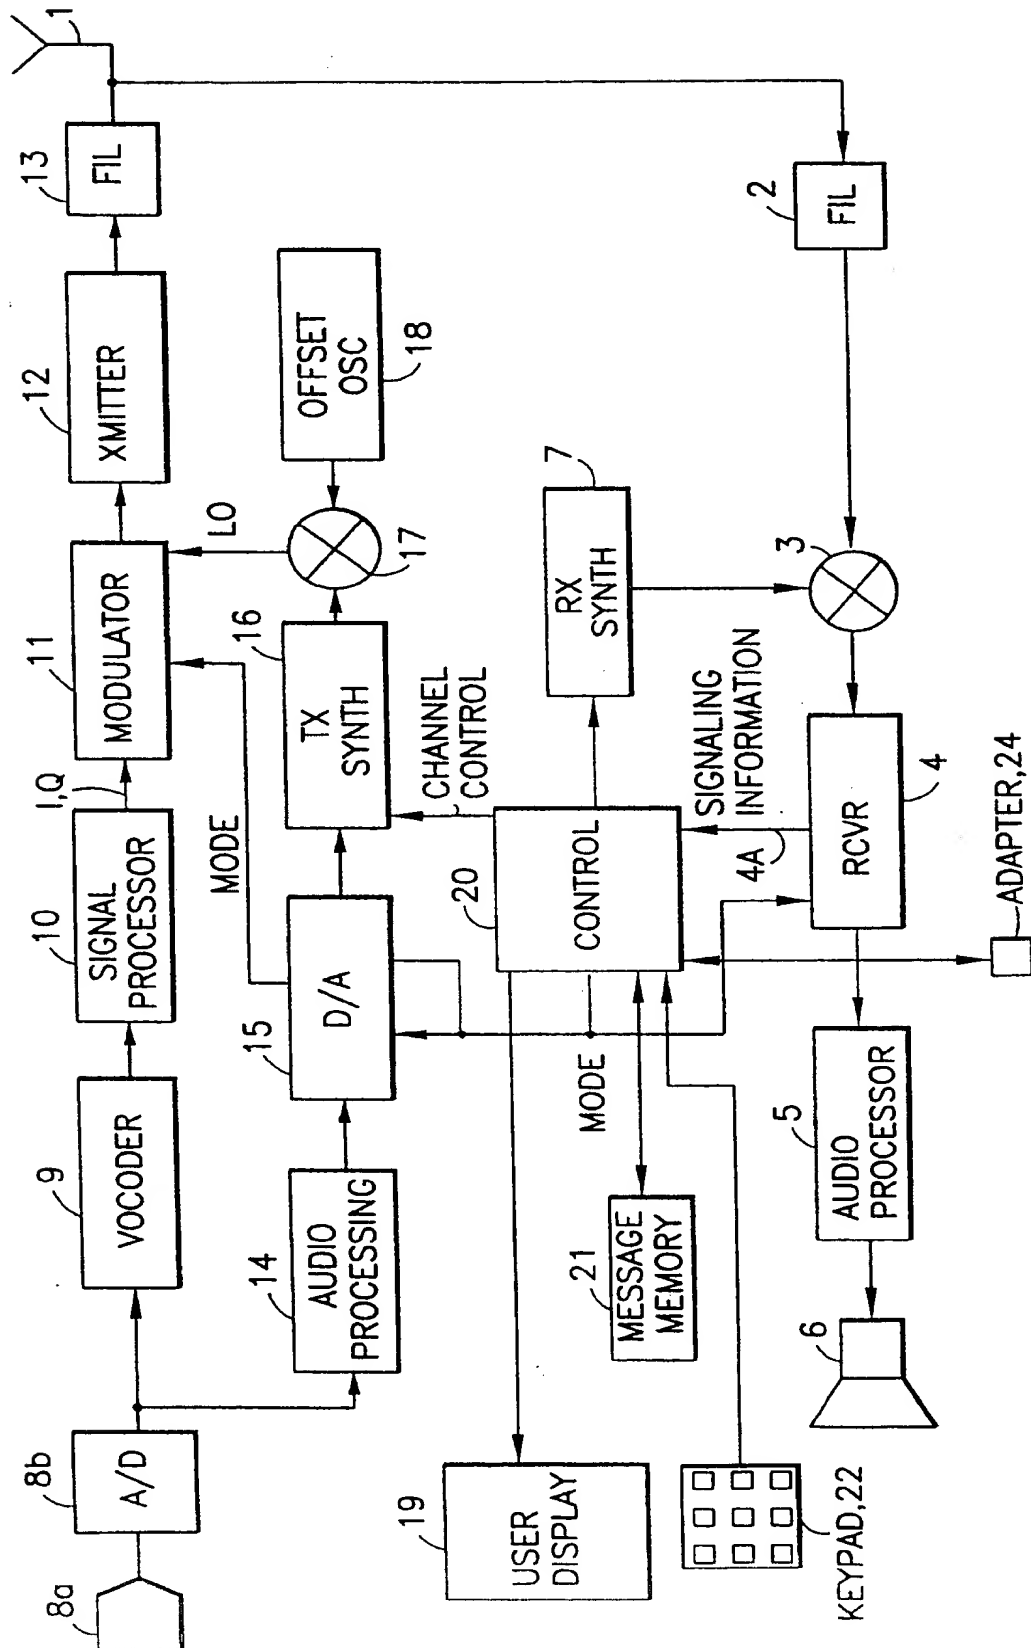 8a
8b
A/D
9
VOCODER
10
SIGNAL
PROCESSOR
I,Q
11
MODULATOR
12
XMITTER
13
FIL
1
14
AUDIO
PROCESSING
15
D/A
MODE
16
TX
SYNTH
LO
17
OFFSET
OSC
18
19
USER
DISPLAY
21
MESSAGE
MEMORY
MODE
20
CONTROL
CHANNEL
CONTROL
RX
SYNTH
7
KEYPAD,22
6
5
AUDIO
PROCESSOR
4A
SIGNALING
INFORMATION
RCVR
4
3
2
FIL
ADAPTER,24